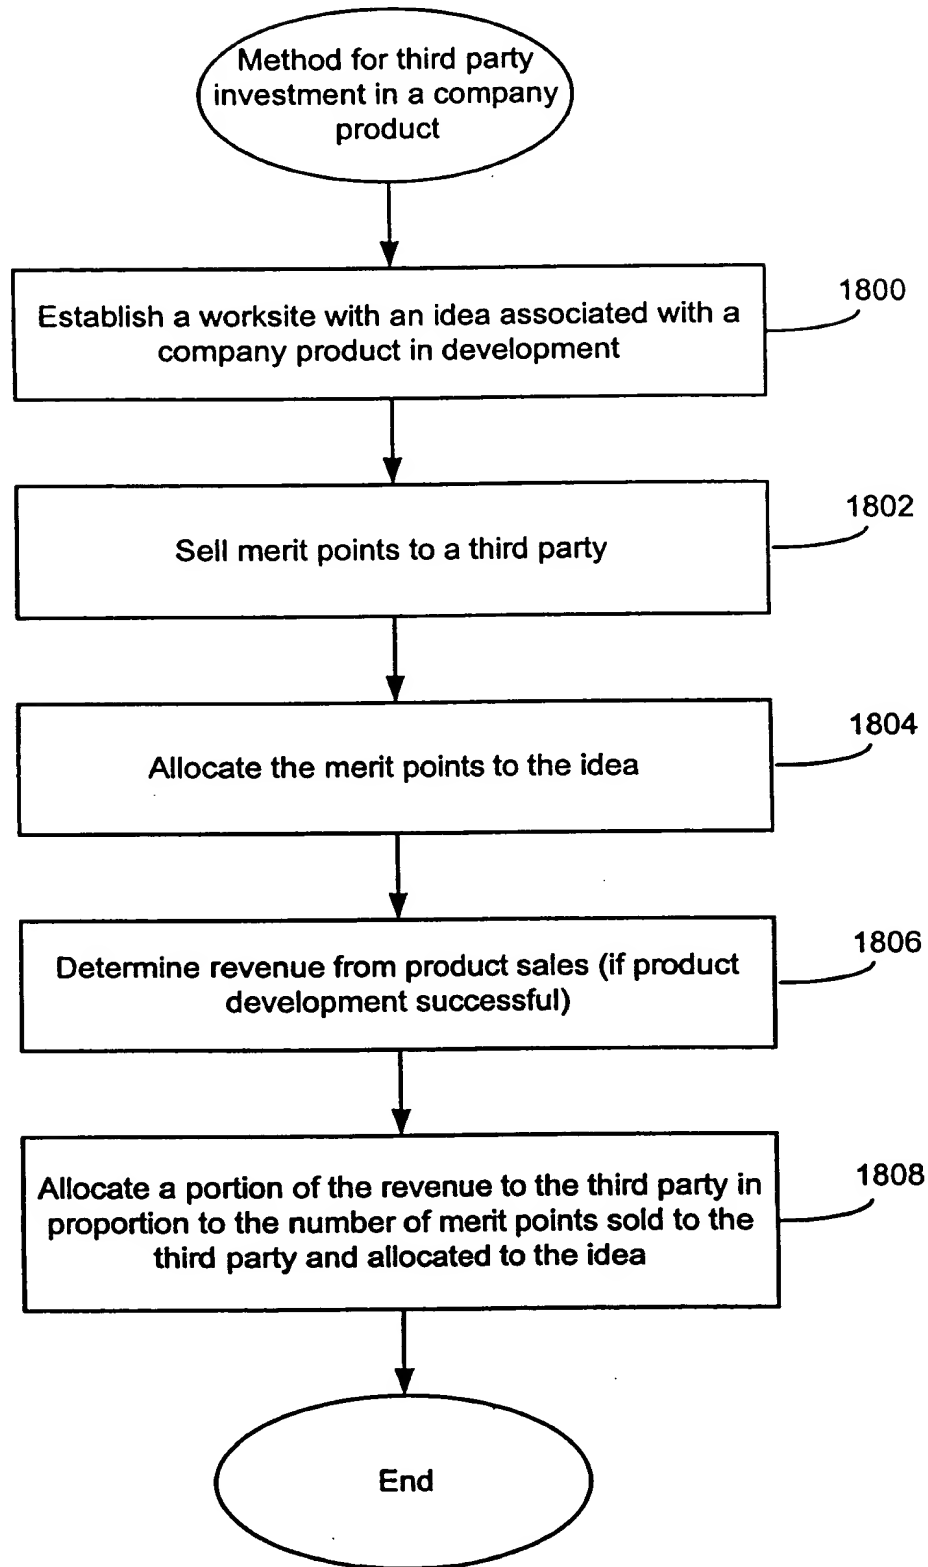 Method for third party
investment in a company
product
1800
Establish a worksite with an idea associated with a
company product in development
1802
Sell merit points to a third party
1804
Allocate the merit points to the idea
1806
Determine revenue from product sales (if product
development successful)
1808
Allocate a portion of the revenue to the third party in
proportion to the number of merit points sold to the
third party and allocated to the idea
End